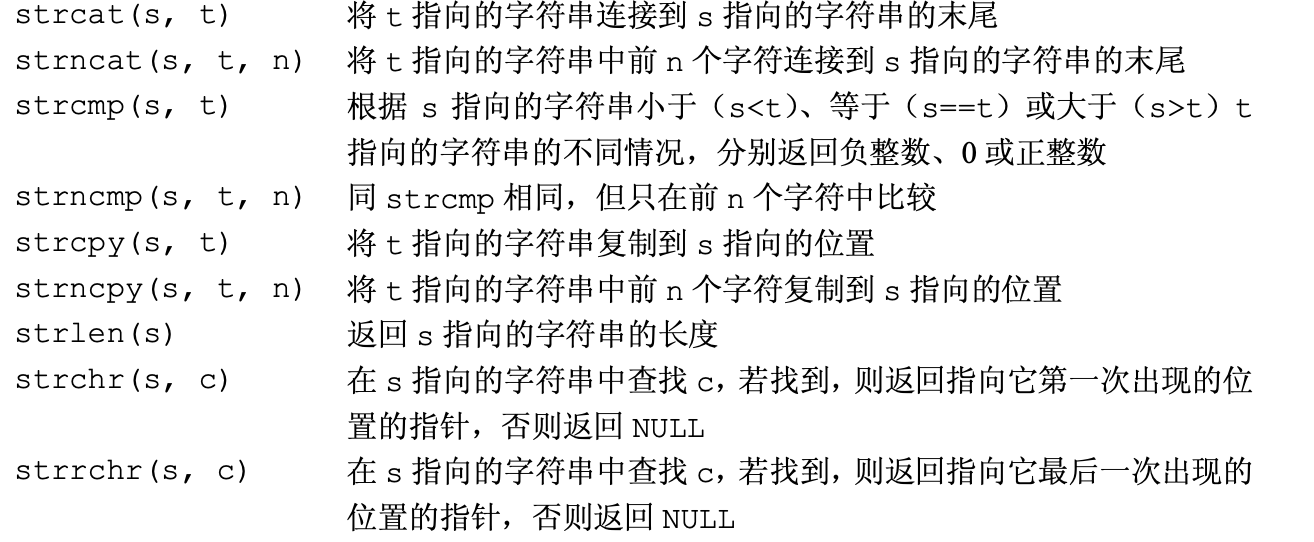 strcat(s, t) 将 t 指向的字符串连接到 s 指向的字符串的末尾
strncat(s, t, n) 将 t 指向的字符串中前 n 个字符连接到 s 指向的字符串的末尾
strcmp(s, t) 根据 s 指向的字符串小于（s<t）、等于（s==t）或大于（s>t）t
指向的字符串的不同情况，分别返回负整数、0 或正整数
strncmp(s, t, n) 同 strcmp 相同，但只在前 n 个字符中比较
strcpy(s, t) 将 t 指向的字符串复制到 s 指向的位置
strncpy(s, t, n) 将 t 指向的字符串中前 n 个字符复制到 s 指向的位置
strlen(s) 返回 s 指向的字符串的长度
strchr(s, c) 在 s 指向的字符串中查找 c，若找到，则返回指向它第一次出现的位
置的指针，否则返回 NULL
strrchr(s, c) 在 s 指向的字符串中查找 c，若找到，则返回指向它最后一次出现的
位置的指针，否则返回 NULL